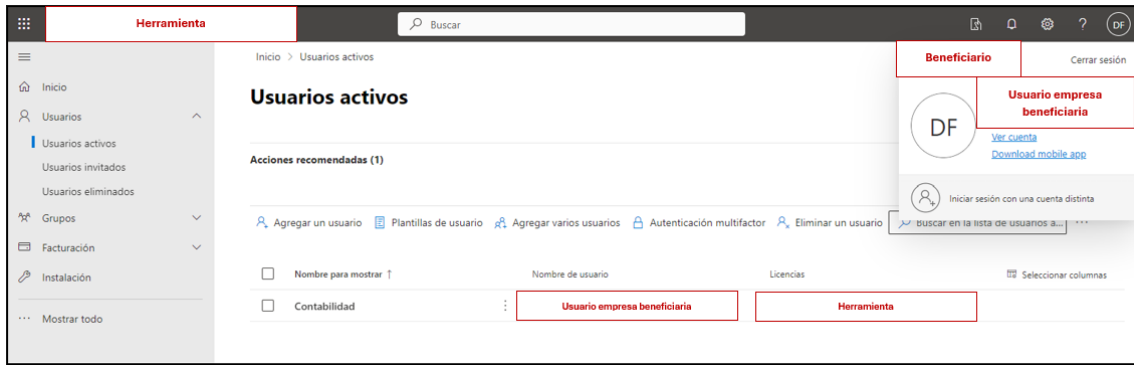 Herramienta
Buscar
?
DF
Inicio > Usuarios activos
Beneficiario
Cerrar sesión
Inicio
Usuarios activos
Usuario empresa
beneficiaria
Usuarios
DF
Usuarios activos
Ver cuenta
Download mobile app
Acciones recomendadas (1)
Usuarios invitados
Usuarios eliminados
Iniciar sesión con una cuenta distinta
Grupos
Agregar un usuario Plantillas de usuario Agregar varios usuarios Autenticación multifactor Eliminar un usuario Buscar en la lista de usuarios a... ...
Facturación
Instalación
Nombre para mostrar ↑ Nombre de usuario Licencias Seleccionar columnas
Contabilidad Usuario empresa beneficiaria Herramienta
... Mostrar todo